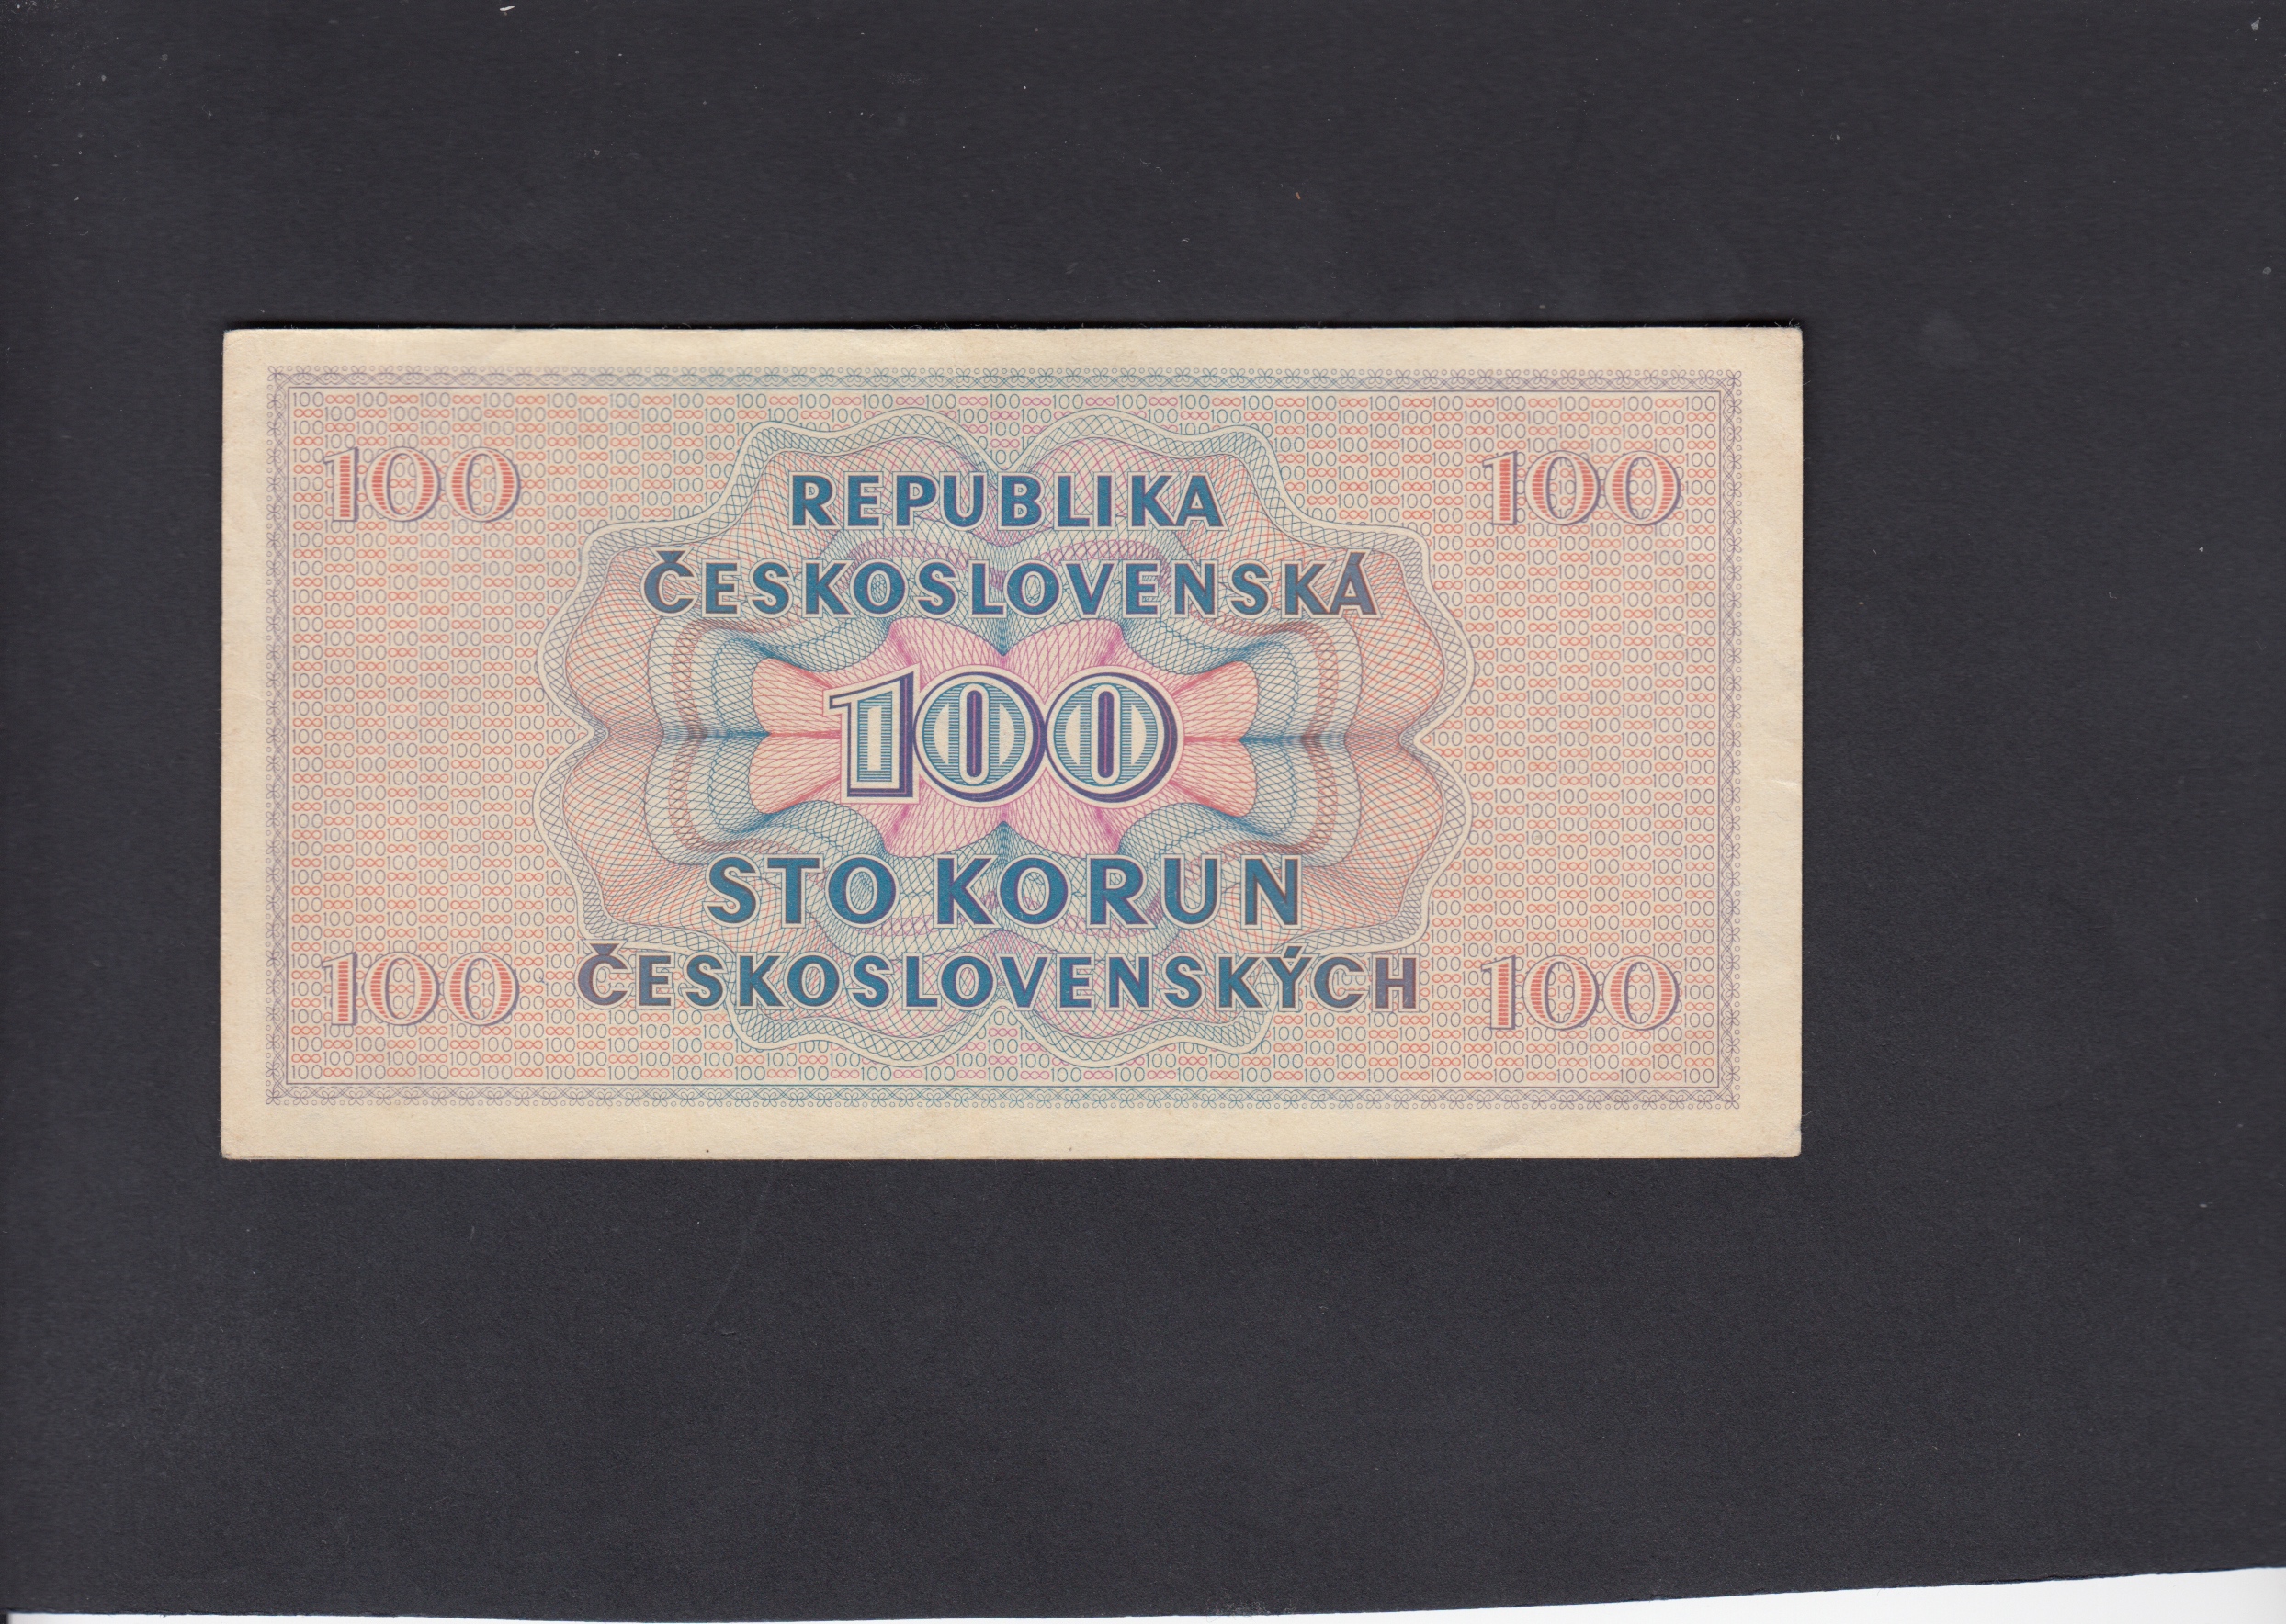 100 100
REPUBLIKA
ČESKOSLOVENSKÁ
100
STO KORUN
ČESKOSLOVENSKÝCH
100 100